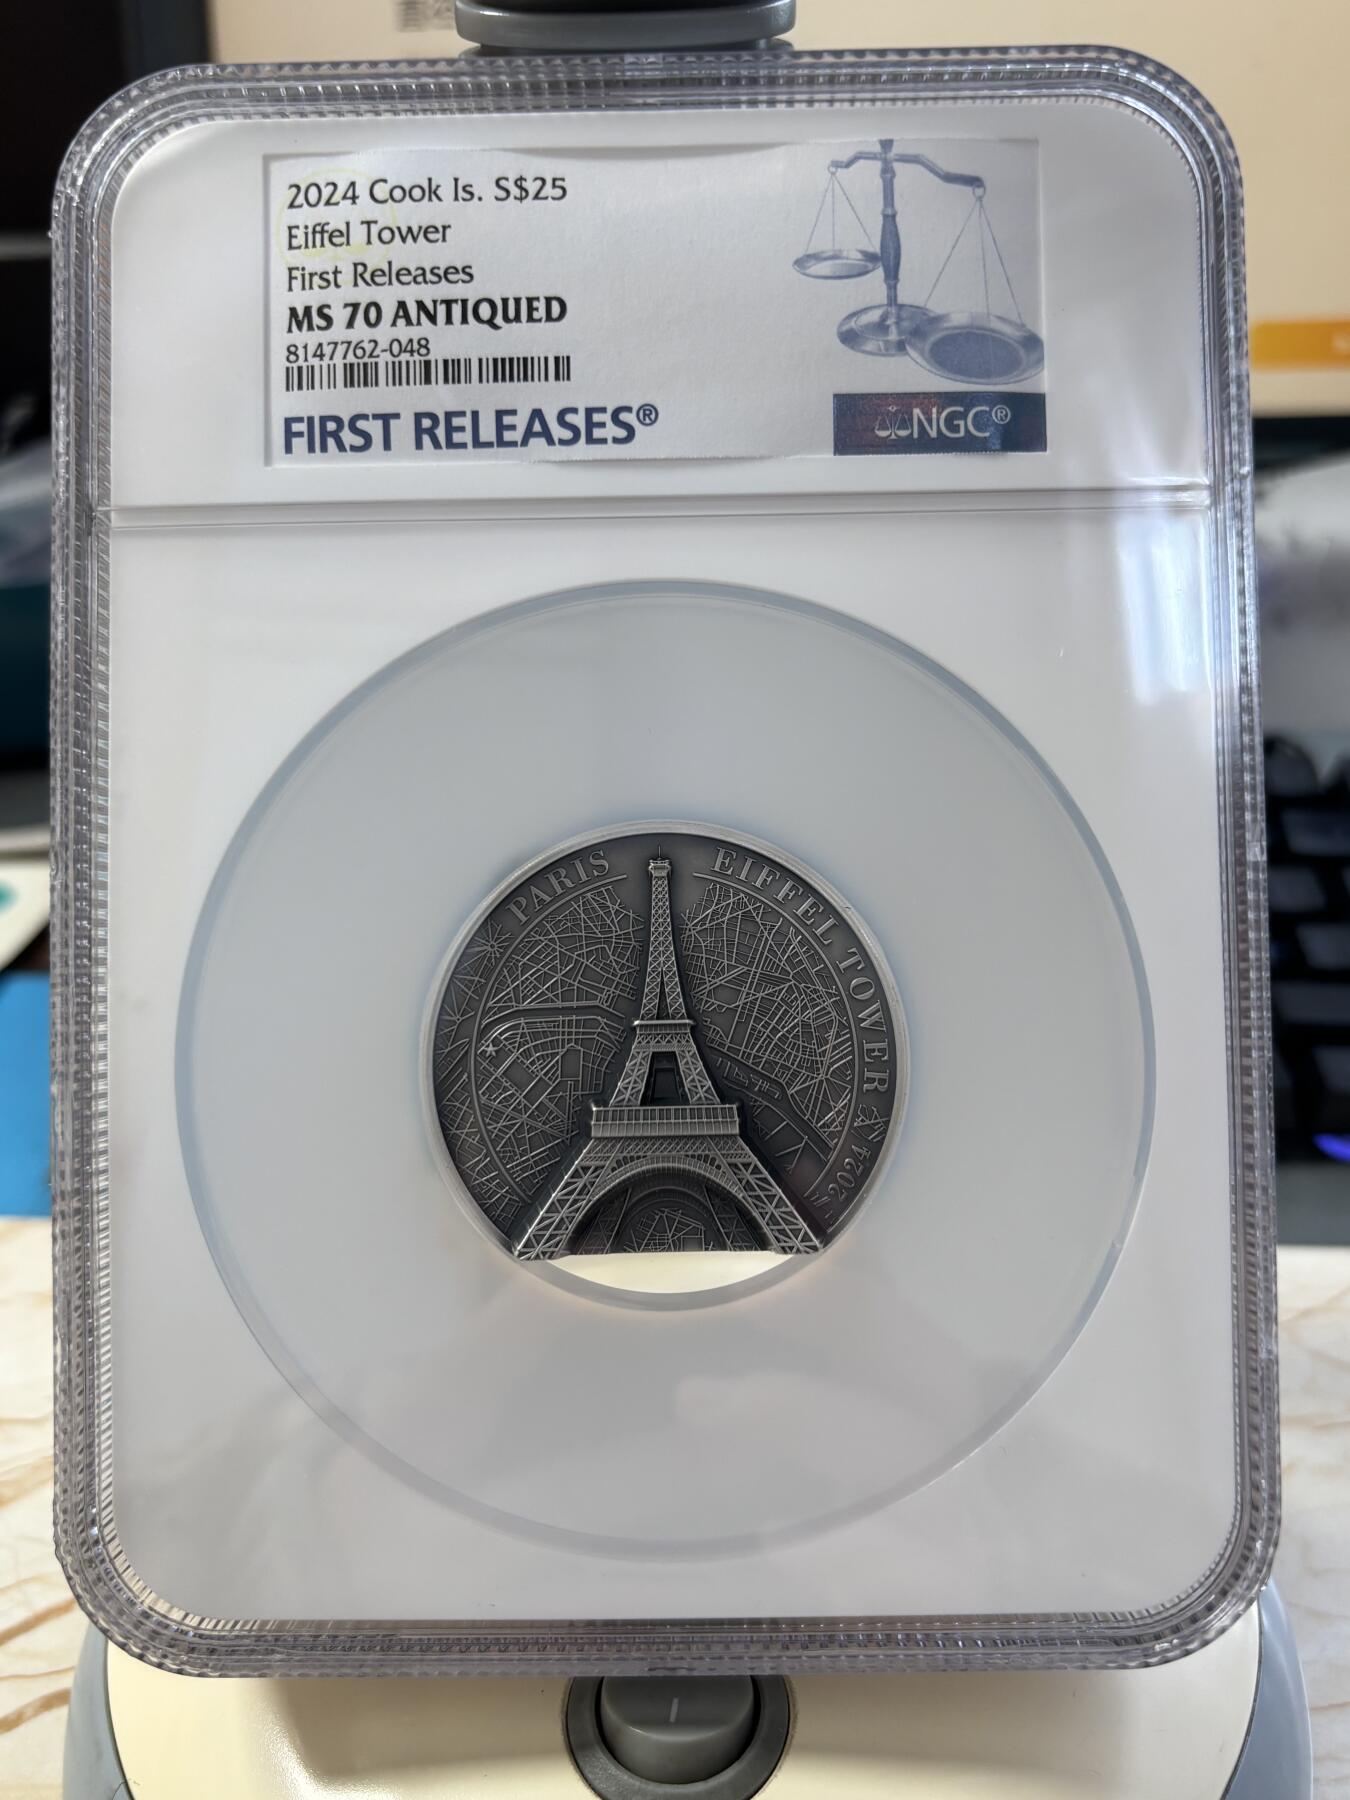 2024 Cook Is. S$25
Eiffel Tower
First Releases
MS 70 ANTIQUED
8147762-048
FIRST RELEASES®
NGC®
PARIS
EIFFEL TOWER
2024